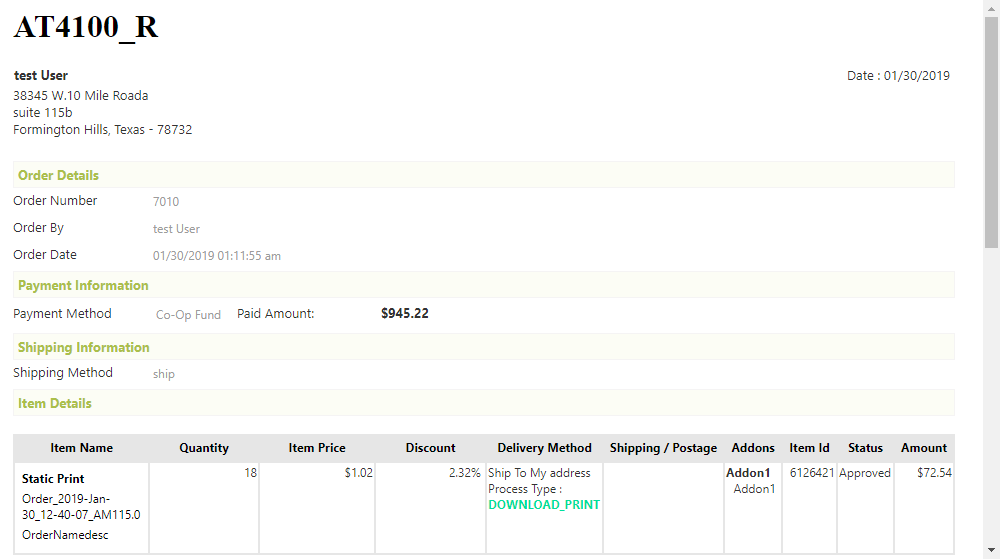 AT4100_R
test User
Date : 01/30/2019
38345 W.10 Mile Roada
suite 115b
Formington Hills, Texas - 78732
Order Details
Order Number 7010
Order By test User
Order Date 01/30/2019 01:11:55 am
Payment Information
Payment Method Co-Op Fund Paid Amount: $945.22
Shipping Information
Shipping Method ship
Item Details
Item Name Quantity Item Price Discount Delivery Method Shipping / Postage Addons Item Id Status Amount
Static Print 18 $1.02 2.32% Ship To My address Addon1 6126421 Approved $72.54
Order_2019-Jan- Process Type : Addon1
30_12-40-07_AM115.0 DOWNLOAD_PRINT
OrderNamedesc